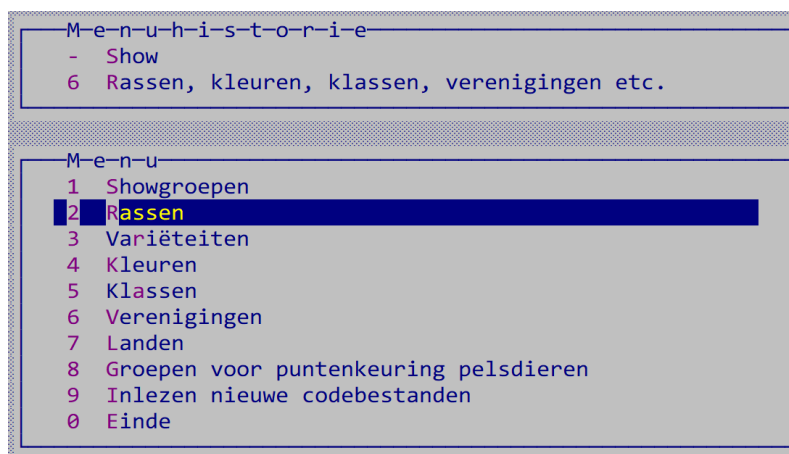 M-e-n-u-h-i-s-t-o-r-i-e
- Show
6 Rassen, kleuren, klassen, verenigingen etc.
M-e-n-u
1 Showgroepen
2 Rassen
3 Variëteiten
4 Kleuren
5 Klassen
6 Verenigingen
7 Landen
8 Groepen voor puntenkeuring pelsdieren
9 Inlezen nieuwe codebestanden
0 Einde